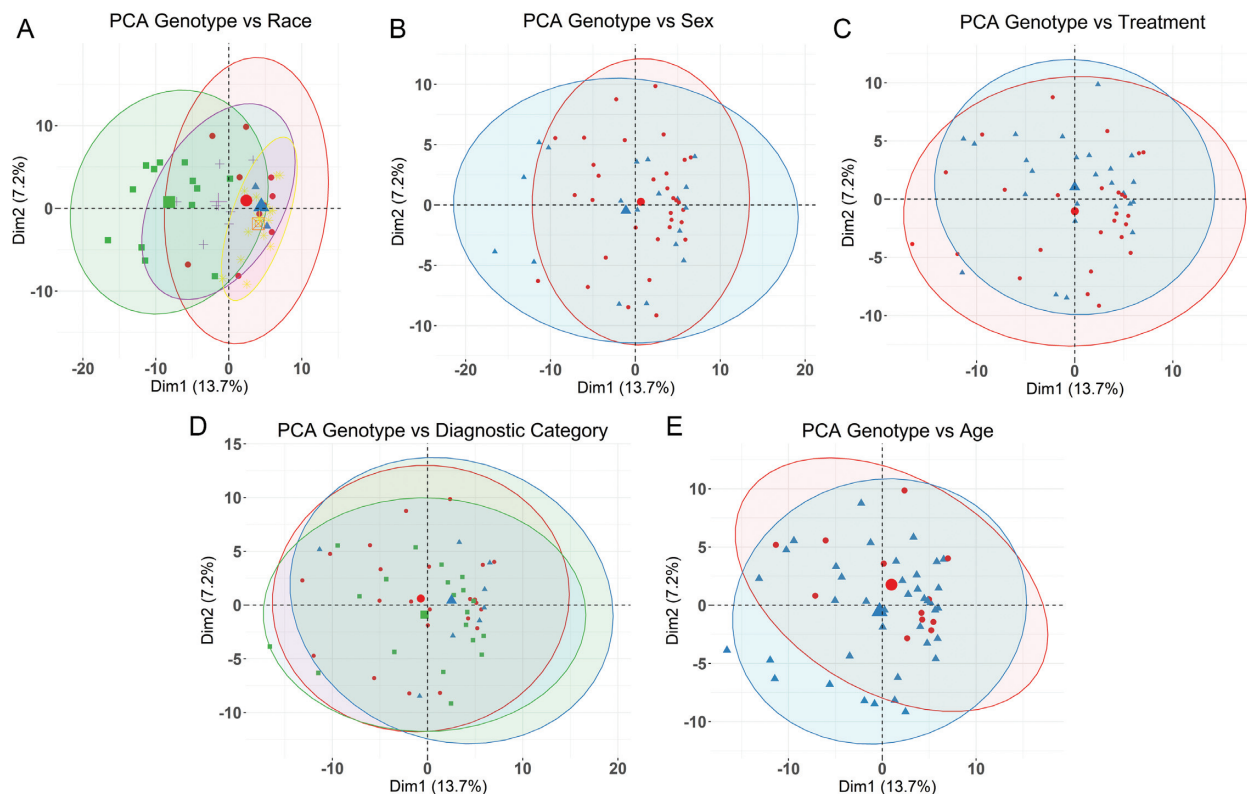 A
PCA Genotype vs Race
10
0
-10
-20
-10
0
10
Dim1 (13.7%)
Dim2 (7.2%)
B
PCA Genotype vs Sex
10
5
0
-5
-10
-20
-10
0
10
20
Dim1 (13.7%)
Dim2 (7.2%)
C
PCA Genotype vs Treatment
10
5
0
-5
-10
-10
0
10
Dim1 (13.7%)
Dim2 (7.2%)
D
PCA Genotype vs Diagnostic Category
15
10
5
0
-5
-10
-10
0
10
20
Dim1 (13.7%)
Dim2 (7.2%)
E
PCA Genotype vs Age
10
5
0
-5
-10
-10
0
10
Dim1 (13.7%)
Dim2 (7.2%)